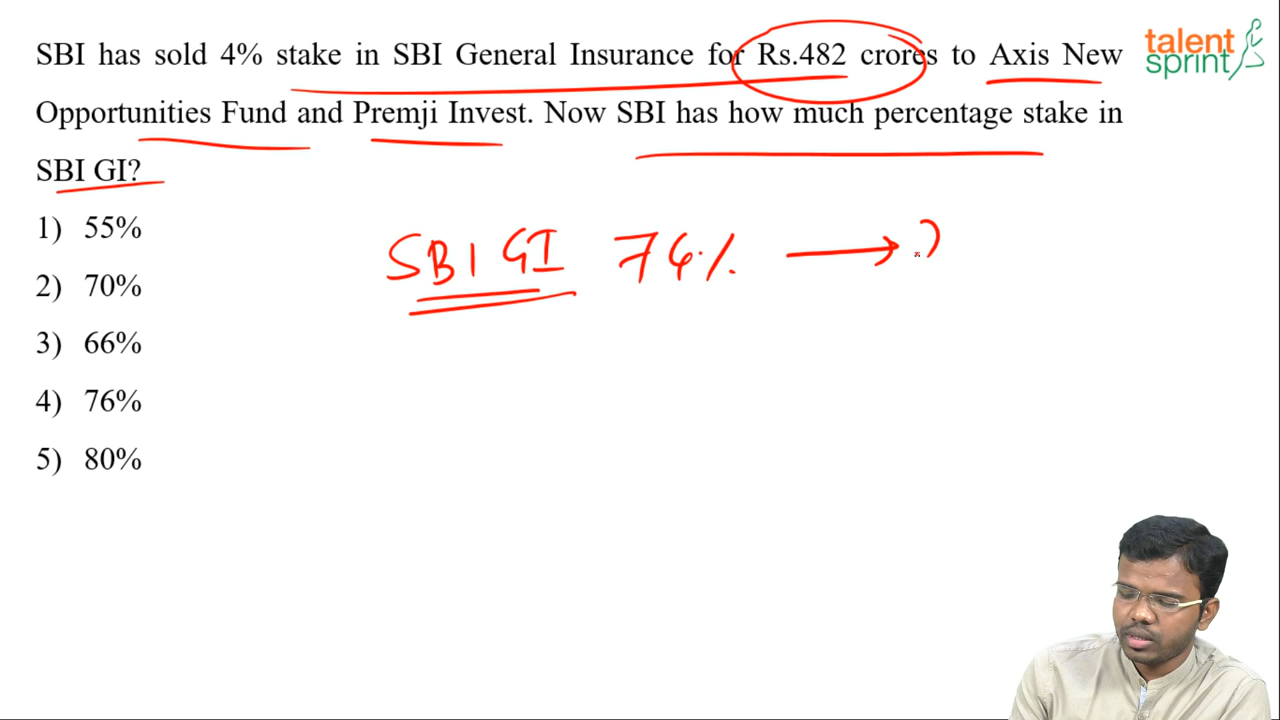 SBI has sold 4% stake in SBI General Insurance for Rs.482 crores to Axis New
Opportunities Fund and Premji Invest. Now SBI has how much percentage stake in
SBI GI?
1) 55%
2) 70%
3) 66%
4) 76%
5) 80%
SBI GI 74% → ?
talent
sprint